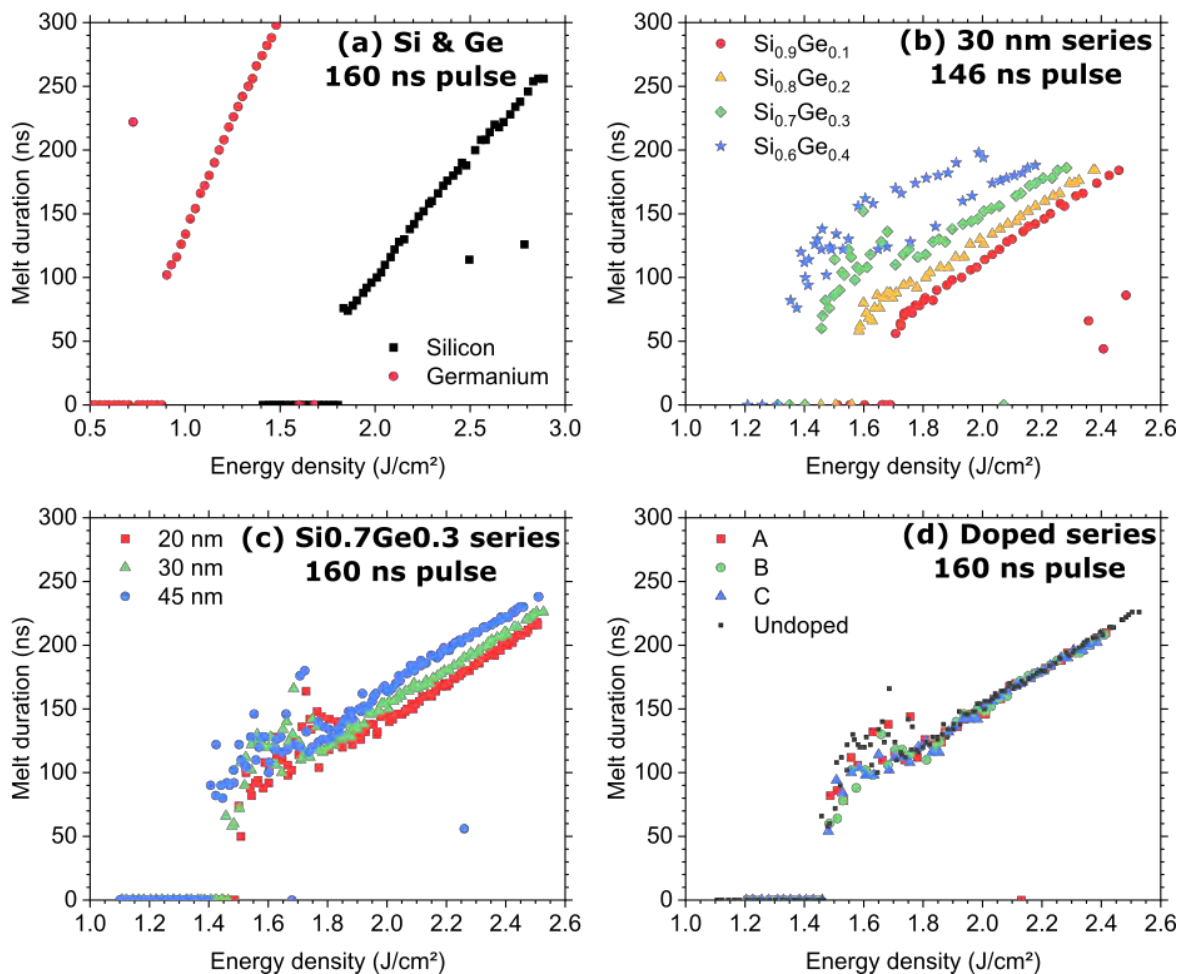 (a) Si & Ge
160 ns pulse
Melt duration (ns)
300
250
200
150
100
50
0
Silicon
Germanium
0.5 1.0 1.5 2.0 2.5 3.0
Energy density (J/cm²)
(b) 30 nm series
146 ns pulse
Si0.9Ge0.1
Si0.8Ge0.2
Si0.7Ge0.3
Si0.6Ge0.4
Melt duration (ns)
300
250
200
150
100
50
0
1.0 1.2 1.4 1.6 1.8 2.0 2.2 2.4 2.6
Energy density (J/cm²)
(c) Si0.7Ge0.3 series
160 ns pulse
20 nm
30 nm
45 nm
Melt duration (ns)
300
250
200
150
100
50
0
1.0 1.2 1.4 1.6 1.8 2.0 2.2 2.4 2.6
Energy density (J/cm²)
(d) Doped series
160 ns pulse
A
B
C
Undoped
Melt duration (ns)
300
250
200
150
100
50
0
1.0 1.2 1.4 1.6 1.8 2.0 2.2 2.4 2.6
Energy density (J/cm²)